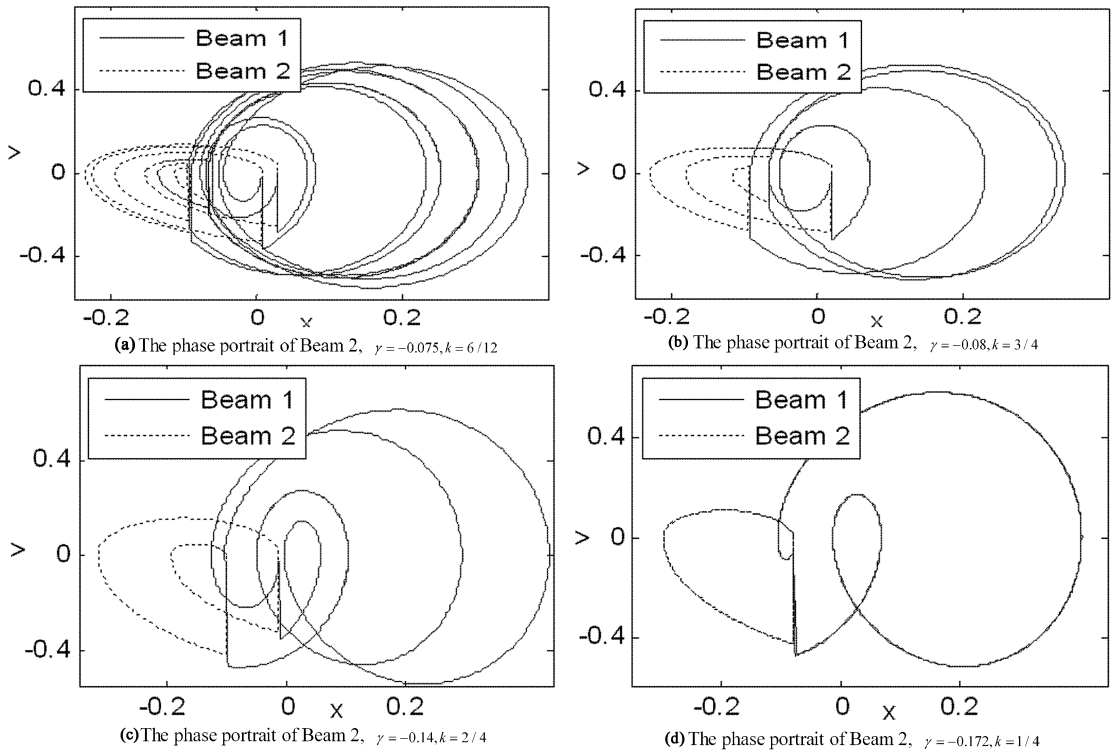 Beam 1
Beam 2
0.4
0
-0.4
v
-0.2
0
0.2
x
(a) The phase portrait of Beam 2, γ = −0.075, k = 6 / 12
Beam 1
Beam 2
0.4
0
-0.4
v
-0.2
0
0.2
x
(b) The phase portrait of Beam 2, γ = −0.08, k = 3 / 4
Beam 1
Beam 2
0.4
0
-0.4
v
-0.2
0
x
0.2
(c) The phase portrait of Beam 2, γ = −0.14, k = 2 / 4
Beam 1
Beam 2
0.4
0
-0.4
v
-0.2
0
x
0.2
(d) The phase portrait of Beam 2, γ = −0.172, k = 1 / 4